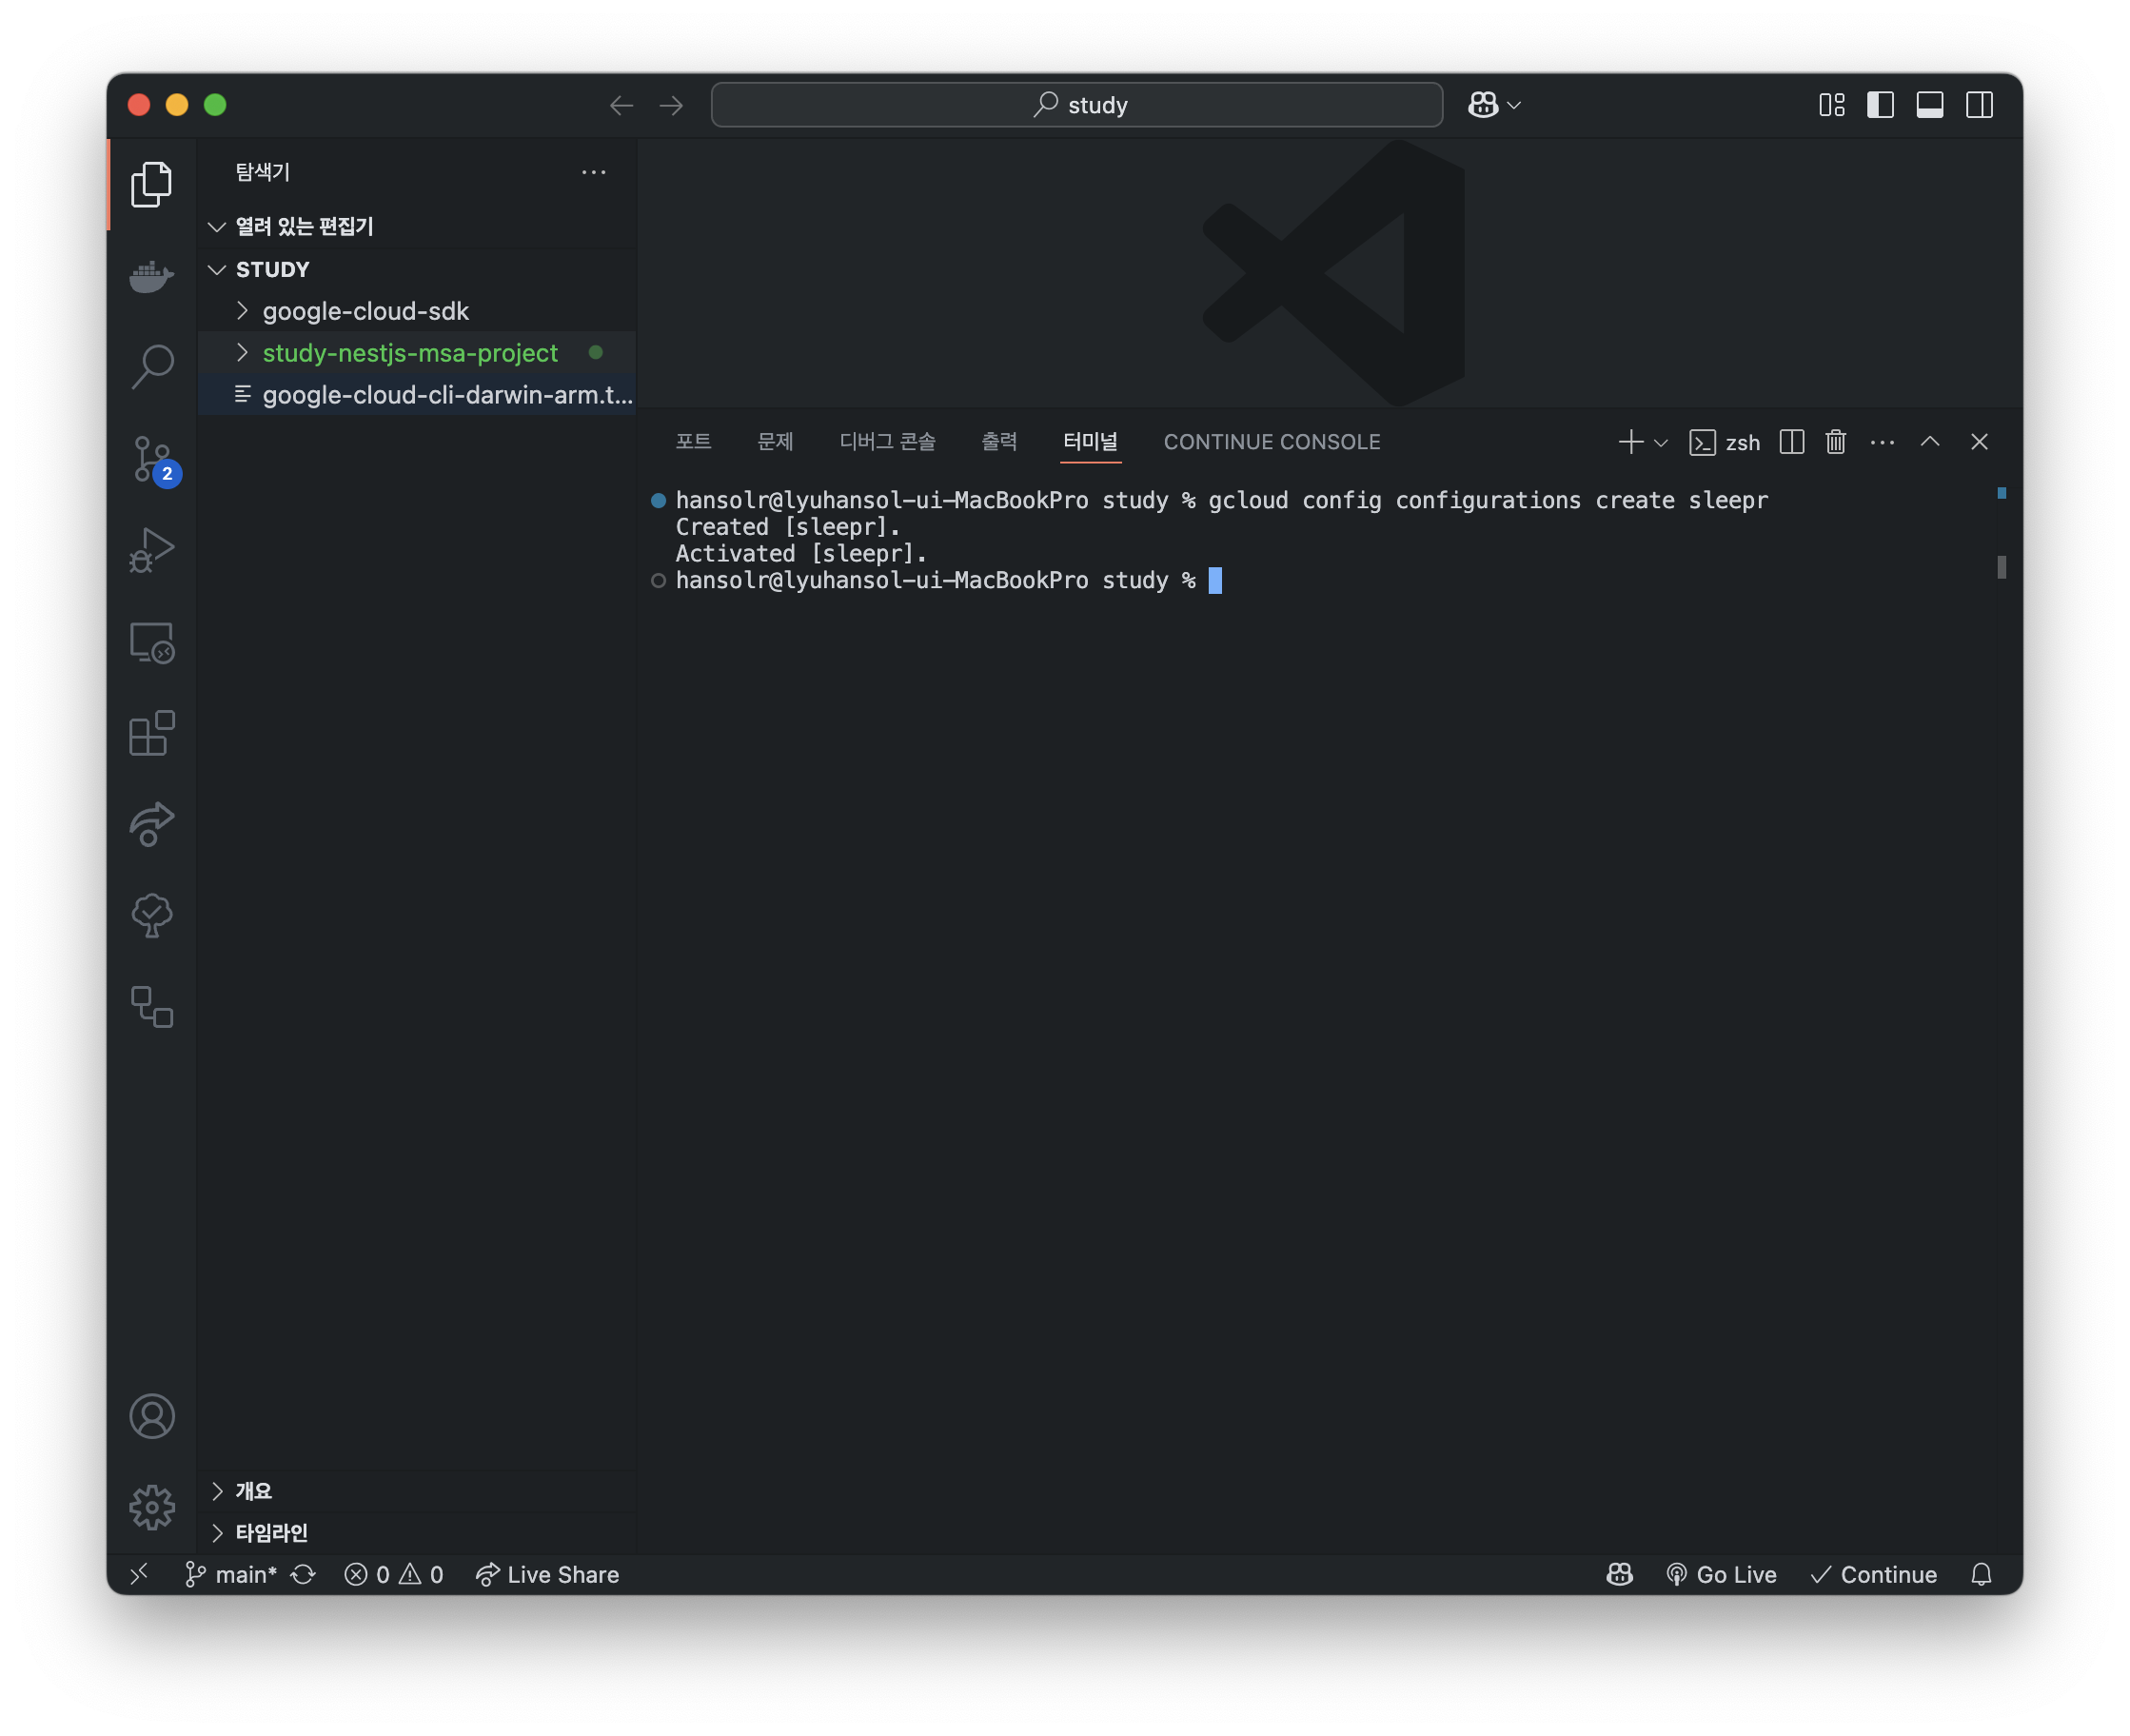 study
탐색기
열려 있는 편집기
STUDY
google-cloud-sdk
study-nestjs-msa-project
google-cloud-cli-darwin-arm.t...
2
포트 문제 디버그 콘솔 출력 터미널 CONTINUE CONSOLE
zsh
hansolr@lyuhansol-ui-MacBookPro study % gcloud config configurations create sleepr
Created [sleepr].
Activated [sleepr].
hansolr@lyuhansol-ui-MacBookPro study %
개요
타임라인
main* 0 0 Live Share
Go Live Continue